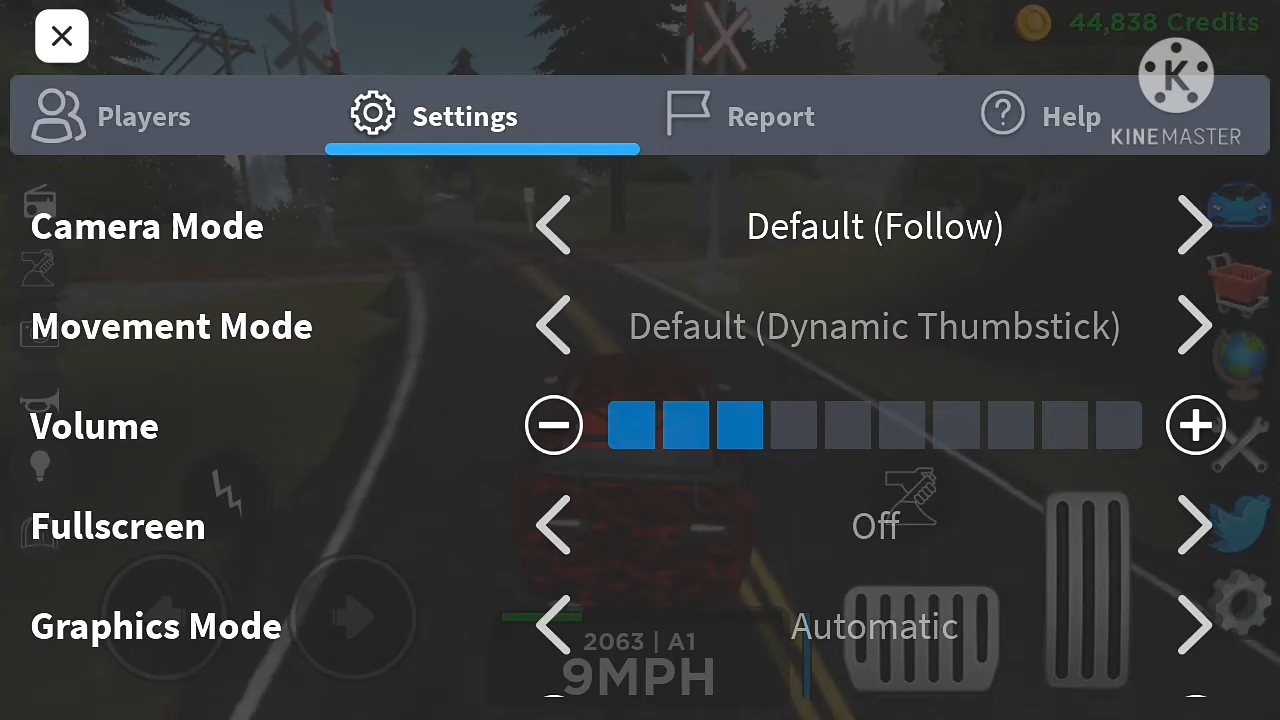 44,838 Credits
Players
Settings
Report
Help
K
KINEMASTER
Camera Mode
Default (Follow)
Movement Mode
Default (Dynamic Thumbstick)
Volume
Fullscreen
Off
Graphics Mode
Automatic
2063 | A1
9MPH